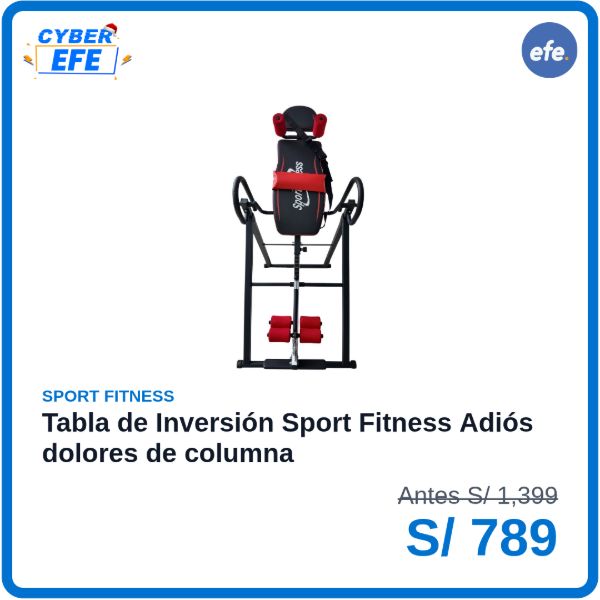 CYBER
EFE
efe.
Sport Fitness
SPORT FITNESS
Tabla de Inversión Sport Fitness Adiós
dolores de columna
Antes S/ 1,399
S/ 789